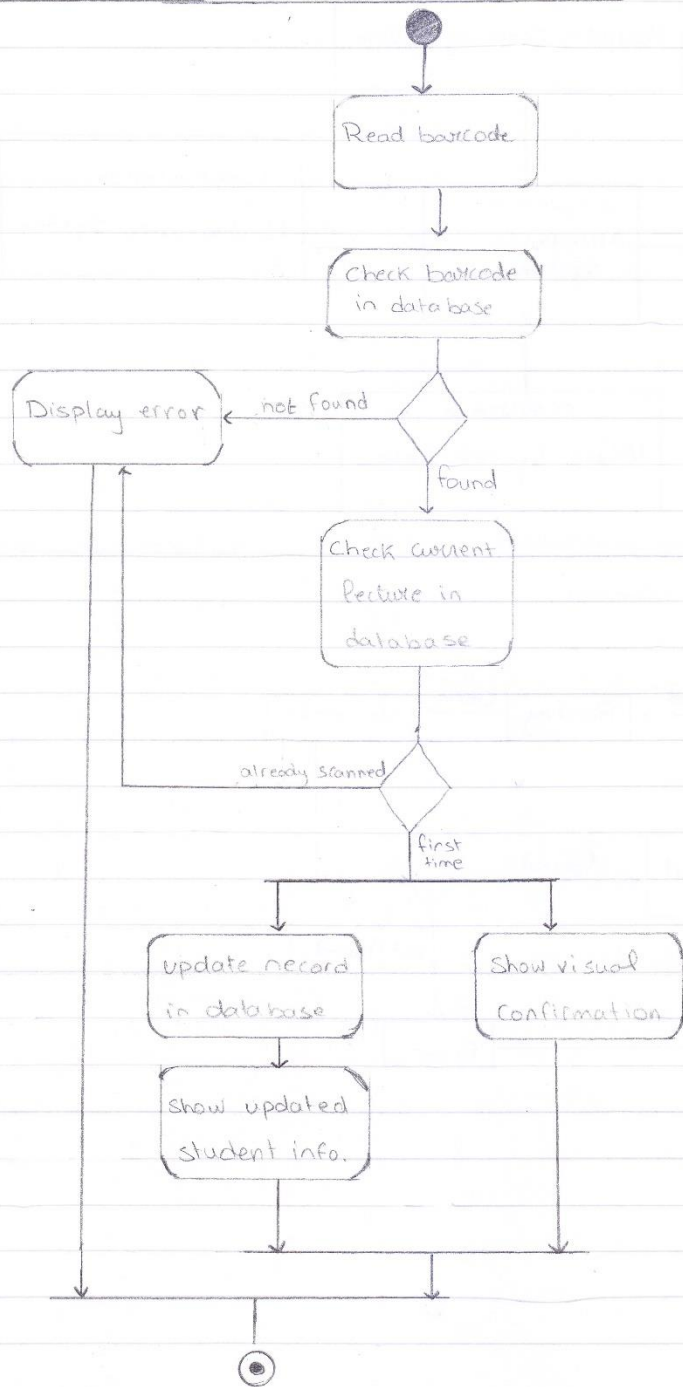 Read barcode
Check barcode
in database
Display error
not found
found
Check current
lecture in
database
already scanned
first
time
update record
in database
Show visual
Confirmation
Show updated
student info.